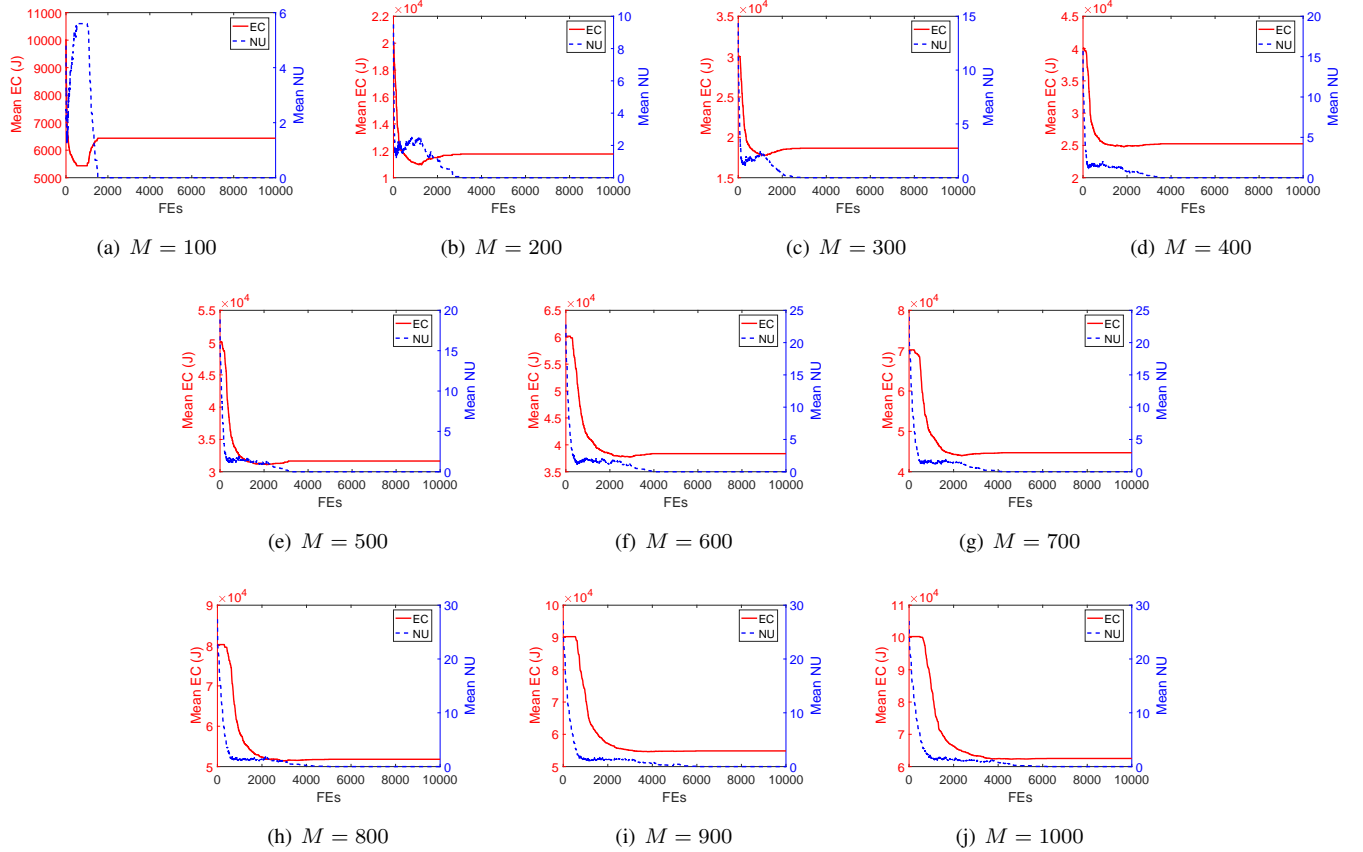 ×10^4
×10^4
×10^4
11000 10000 9000 8000 7000 6000 5000
Mean EC (J)
EC
NU
6 4 2 0
Mean NU
0 2000 4000 6000 8000 10000
FEs
2.2 2 1.8 1.6 1.4 1.2 1
Mean EC (J)
EC
NU
10 8 6 4 2 0
Mean NU
0 2000 4000 6000 8000 10000
FEs
3.5 3 2.5 2 1.5
Mean EC (J)
EC
NU
15 10 5 0
Mean NU
0 2000 4000 6000 8000 10000
FEs
4.5 4 3.5 3 2.5 2
Mean EC (J)
EC
NU
20 15 10 5 0
Mean NU
0 2000 4000 6000 8000 10000
FEs
(a) M = 100
(b) M = 200
(c) M = 300
(d) M = 400
×10^4
5.5 5 4.5 4 3.5 3
Mean EC (J)
EC
NU
20 15 10 5 0
Mean NU
0 2000 4000 6000 8000 10000
FEs
×10^4
6.5 6 5.5 5 4.5 4 3.5
Mean EC (J)
EC
NU
25 20 15 10 5 0
Mean NU
0 2000 4000 6000 8000 10000
FEs
×10^4
8 7 6 5 4
Mean EC (J)
EC
NU
25 20 15 10 5 0
Mean NU
0 2000 4000 6000 8000 10000
FEs
(e) M = 500
(f) M = 600
(g) M = 700
×10^4
9 8 7 6 5
Mean EC (J)
EC
NU
30 20 10 0
Mean NU
0 2000 4000 6000 8000 10000
FEs
×10^4
10 9 8 7 6 5
Mean EC (J)
EC
NU
30 20 10 0
Mean NU
0 2000 4000 6000 8000 10000
FEs
×10^4
11 10 9 8 7 6
Mean EC (J)
EC
NU
30 20 10 0
Mean NU
0 2000 4000 6000 8000 10000
FEs
(h) M = 800
(i) M = 900
(j) M = 1000